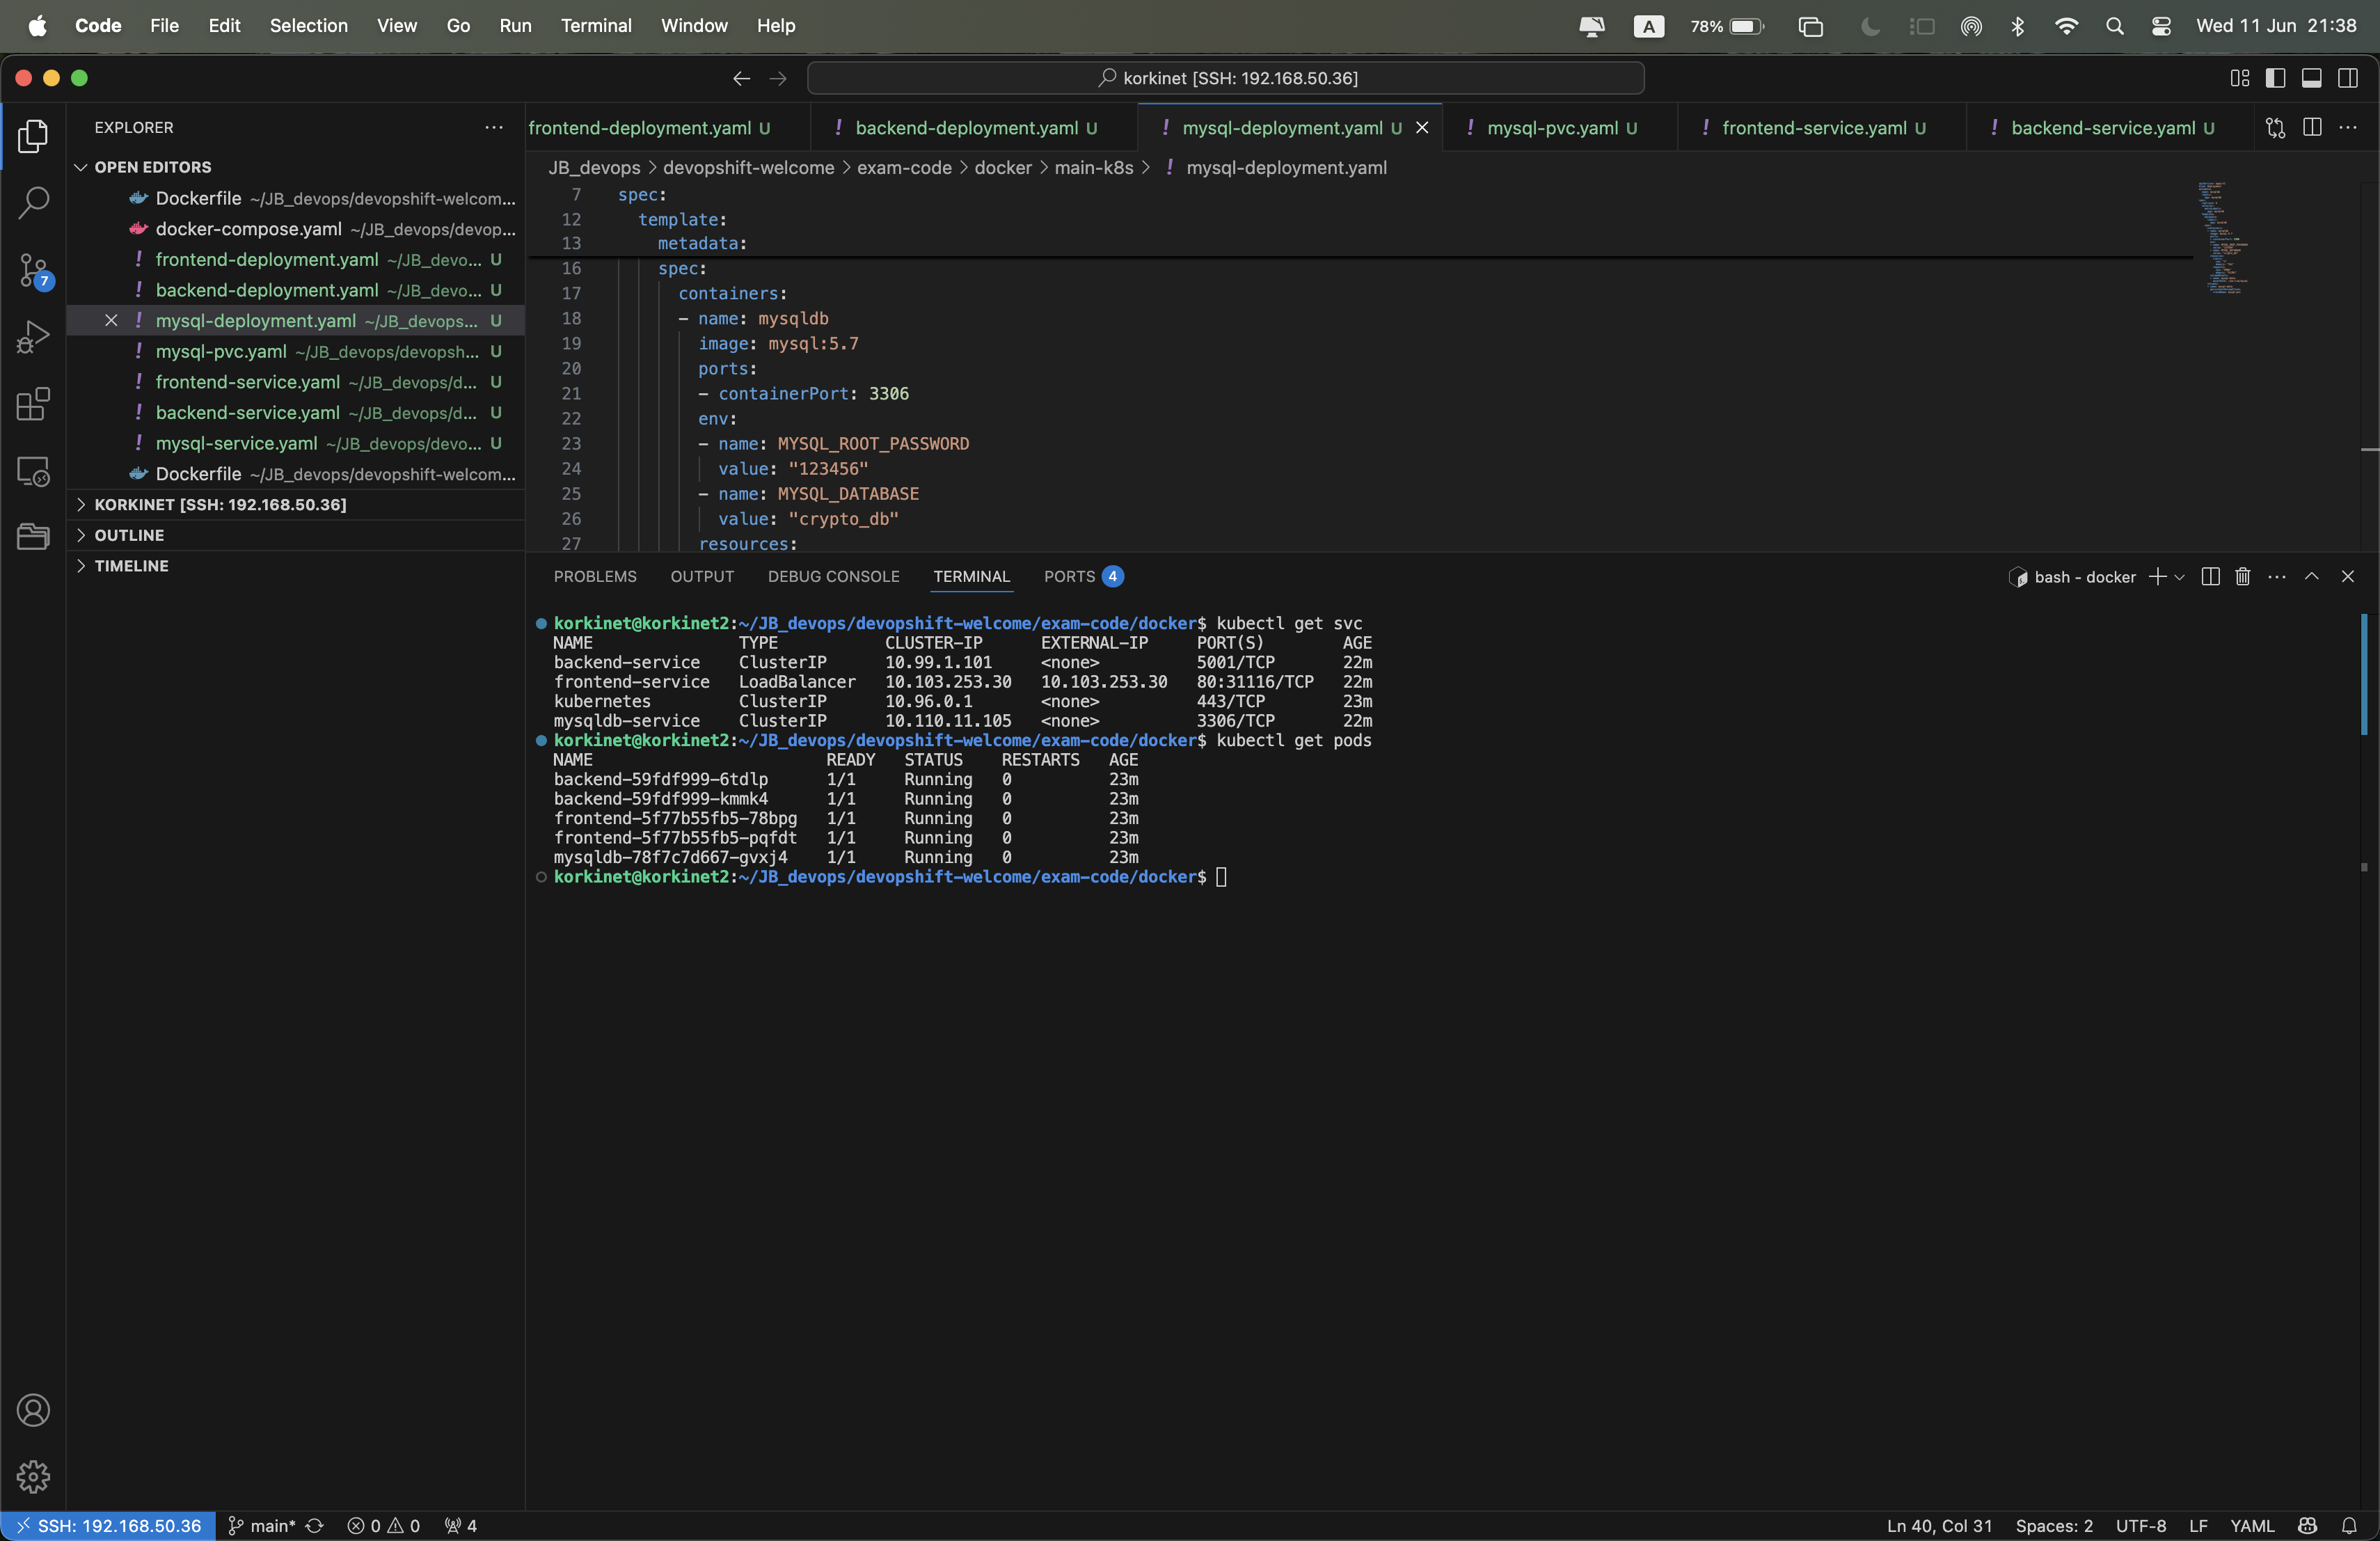 Code File Edit Selection View Go Run Terminal Window Help A 78% Wed 11 Jun 21:38
korkinet [SSH: 192.168.50.36]
EXPLORER
OPEN EDITORS
Dockerfile ~/JB_devops/devopshift-welcom...
docker-compose.yaml ~/JB_devops/devop...
! frontend-deployment.yaml ~/JB_devo... U
! backend-deployment.yaml ~/JB_devo... U
! mysql-deployment.yaml ~/JB_devops... U
! mysql-pvc.yaml ~/JB_devops/devopsh... U
! frontend-service.yaml ~/JB_devops/d... U
! backend-service.yaml ~/JB_devops/d... U
! mysql-service.yaml ~/JB_devops/devo... U
Dockerfile ~/JB_devops/devopshift-welcom...
KORKINET [SSH: 192.168.50.36]
OUTLINE
TIMELINE
7
frontend-deployment.yaml U ! backend-deployment.yaml U ! mysql-deployment.yaml U ! mysql-pvc.yaml U ! frontend-service.yaml U ! backend-service.yaml U
JB_devops > devopshift-welcome > exam-code > docker > main-k8s > ! mysql-deployment.yaml
7 spec:
12 template:
13 metadata:
16 spec:
17 containers:
18 - name: mysqldb
19 image: mysql:5.7
20 ports:
21 - containerPort: 3306
22 env:
23 - name: MYSQL_ROOT_PASSWORD
24 value: "123456"
25 - name: MYSQL_DATABASE
26 value: "crypto_db"
27 resources:
PROBLEMS OUTPUT DEBUG CONSOLE TERMINAL PORTS 4 bash - docker
korkinet@korkinet2:~/JB_devops/devopshift-welcome/exam-code/docker$ kubectl get svc
NAME TYPE CLUSTER-IP EXTERNAL-IP PORT(S) AGE
backend-service ClusterIP 10.99.1.101 <none> 5001/TCP 22m
frontend-service LoadBalancer 10.103.253.30 10.103.253.30 80:31116/TCP 22m
kubernetes ClusterIP 10.96.0.1 <none> 443/TCP 23m
mysqldb-service ClusterIP 10.110.11.105 <none> 3306/TCP 22m
korkinet@korkinet2:~/JB_devops/devopshift-welcome/exam-code/docker$ kubectl get pods
NAME READY STATUS RESTARTS AGE
backend-59fdf999-6tdlp 1/1 Running 0 23m
backend-59fdf999-kmmk4 1/1 Running 0 23m
frontend-5f77b55fb5-78bpg 1/1 Running 0 23m
frontend-5f77b55fb5-pqfdt 1/1 Running 0 23m
mysqldb-78f7c7d667-gvxj4 1/1 Running 0 23m
korkinet@korkinet2:~/JB_devops/devopshift-welcome/exam-code/docker$
SSH: 192.168.50.36 main* 0 0 4 Ln 40, Col 31 Spaces: 2 UTF-8 LF YAML